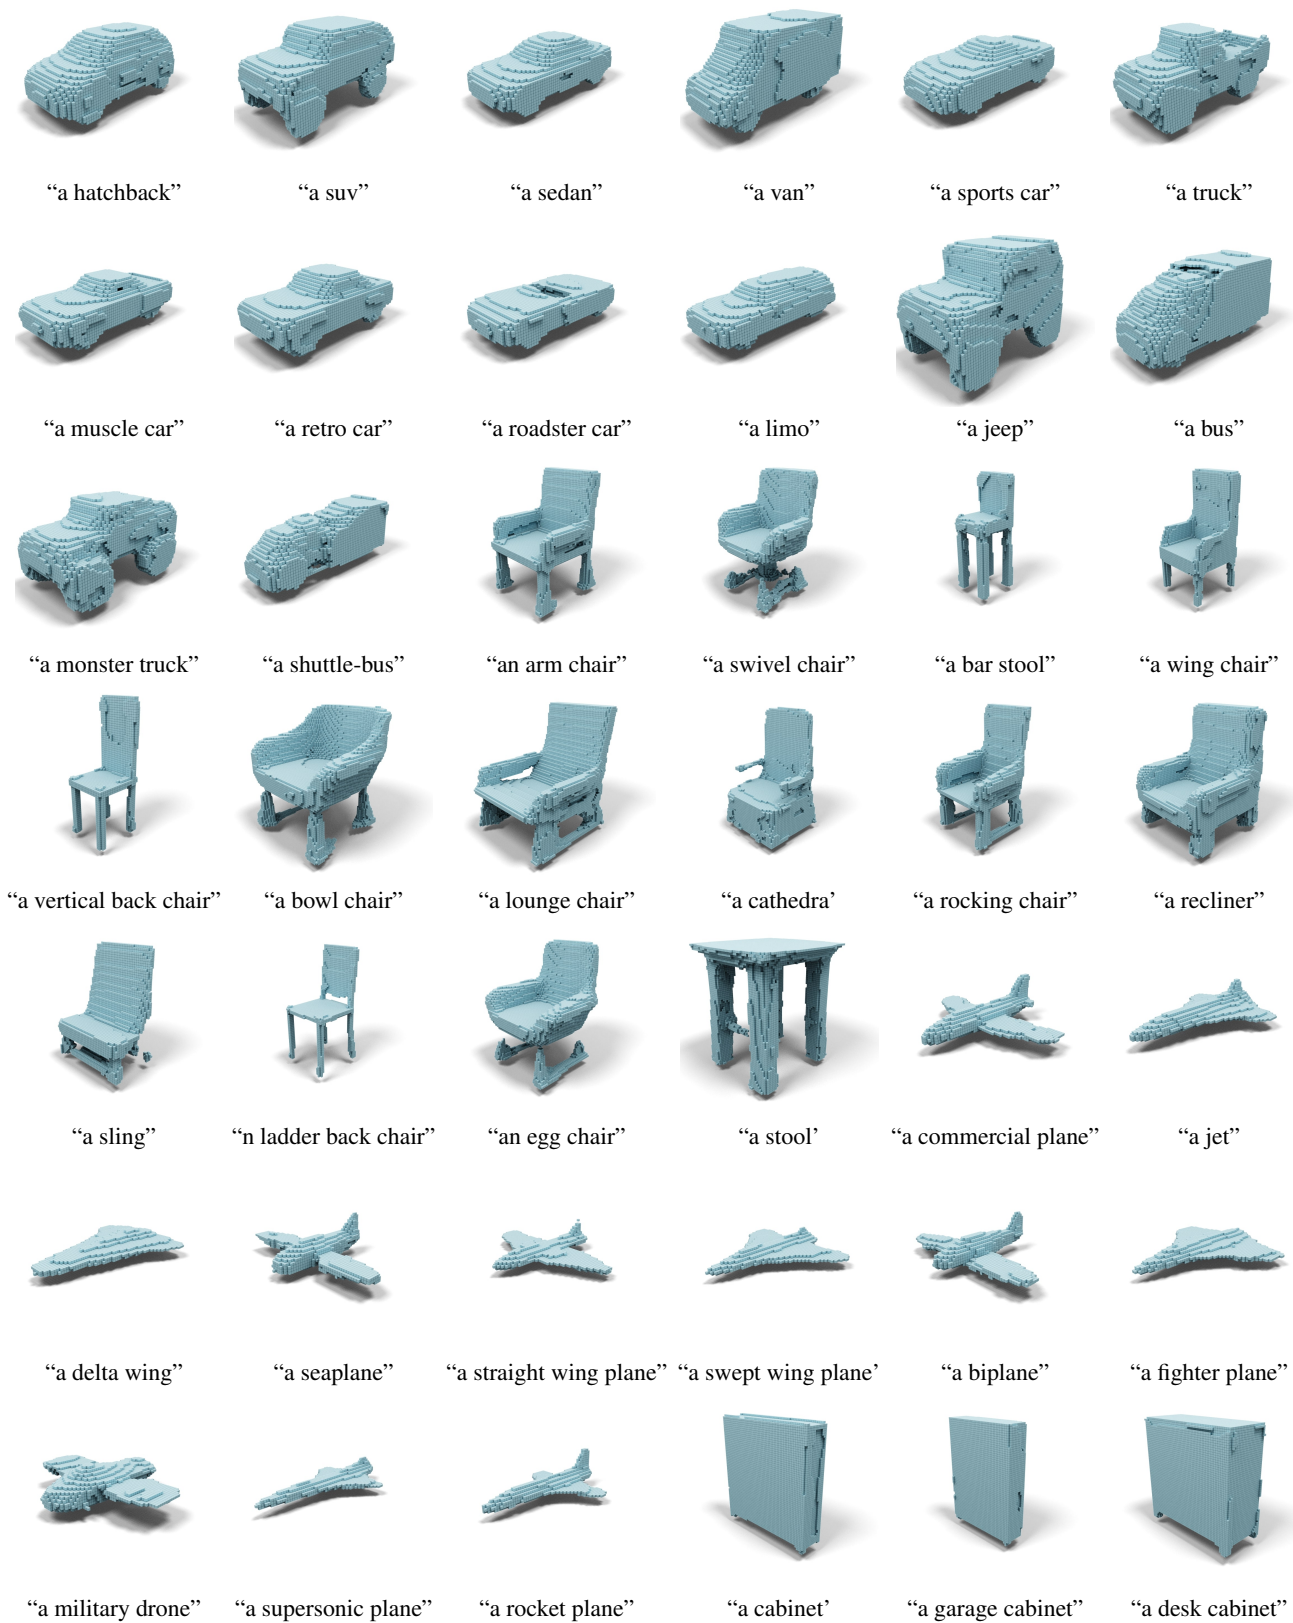 “a hatchback” “a suv” “a sedan” “a van” “a sports car” “a truck”
“a muscle car” “a retro car” “a roadster car” “a limo” “a jeep” “a bus”
“a monster truck” “a shuttle-bus” “an arm chair” “a swivel chair” “a bar stool” “a wing chair”
“a vertical back chair” “a bowl chair” “a lounge chair” “a cathedra’ “a rocking chair” “a recliner”
“a sling” “n ladder back chair” “an egg chair” “a stool’ “a commercial plane” “a jet”
“a delta wing” “a seaplane” “a straight wing plane” “a swept wing plane’ “a biplane” “a fighter plane”
“a military drone” “a supersonic plane” “a rocket plane” “a cabinet’ “a garage cabinet” “a desk cabinet”